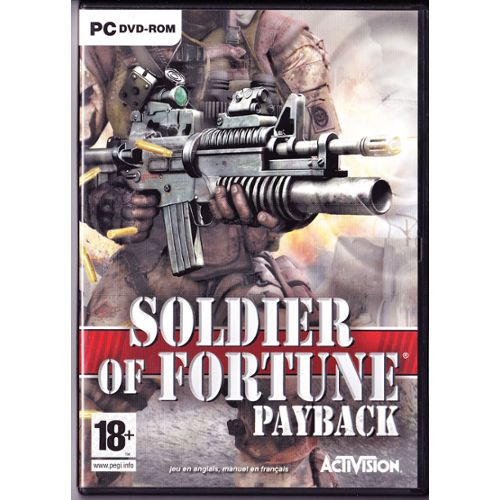 PC DVD-ROM
SOLDIER
OF FORTUNE®
PAYBACK
18+
www.pegi.info
jeu en anglais, manuel en français
ACTIVISION.